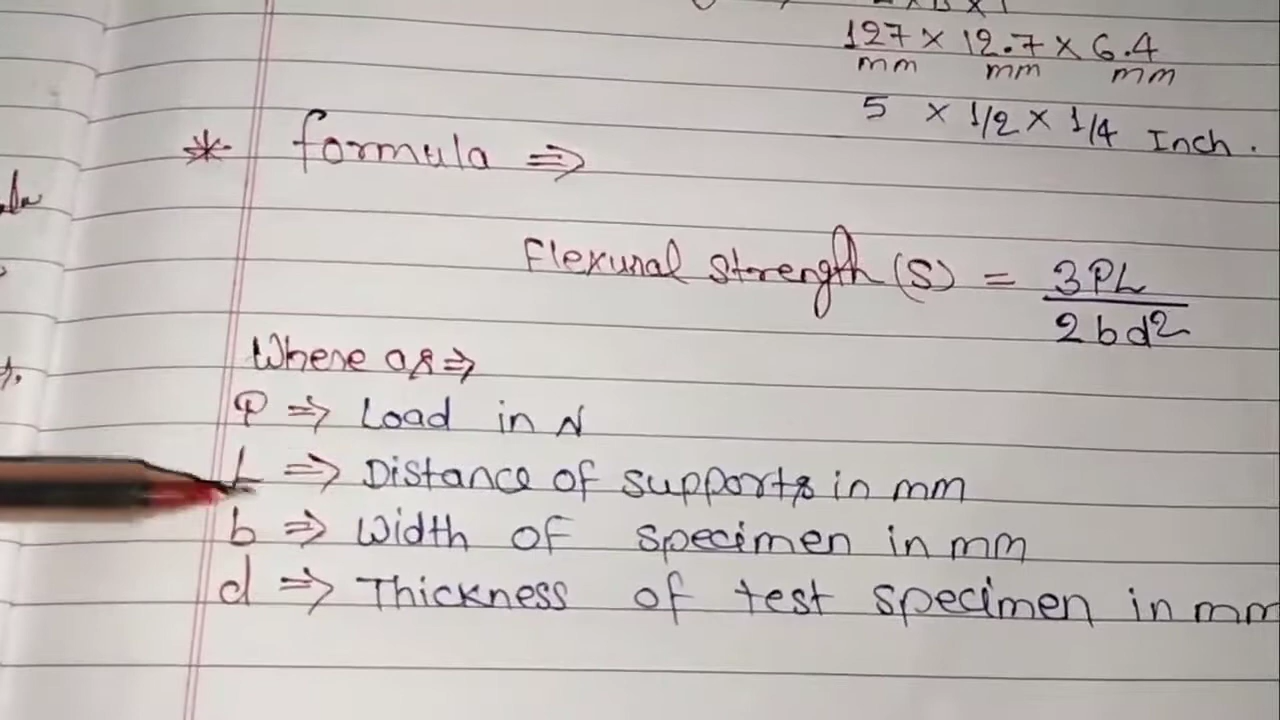 127 × 12.7 × 6.4
mm mm mm
5 × 1/2 × 1/4 Inch.
* formula ⇒
Flexural Strength (S) = 3PL
2bd²
Where as ⇒
P ⇒ Load in N
L ⇒ Distance of supports in mm
b ⇒ Width of specimen in mm
d ⇒ Thickness of test specimen in mm